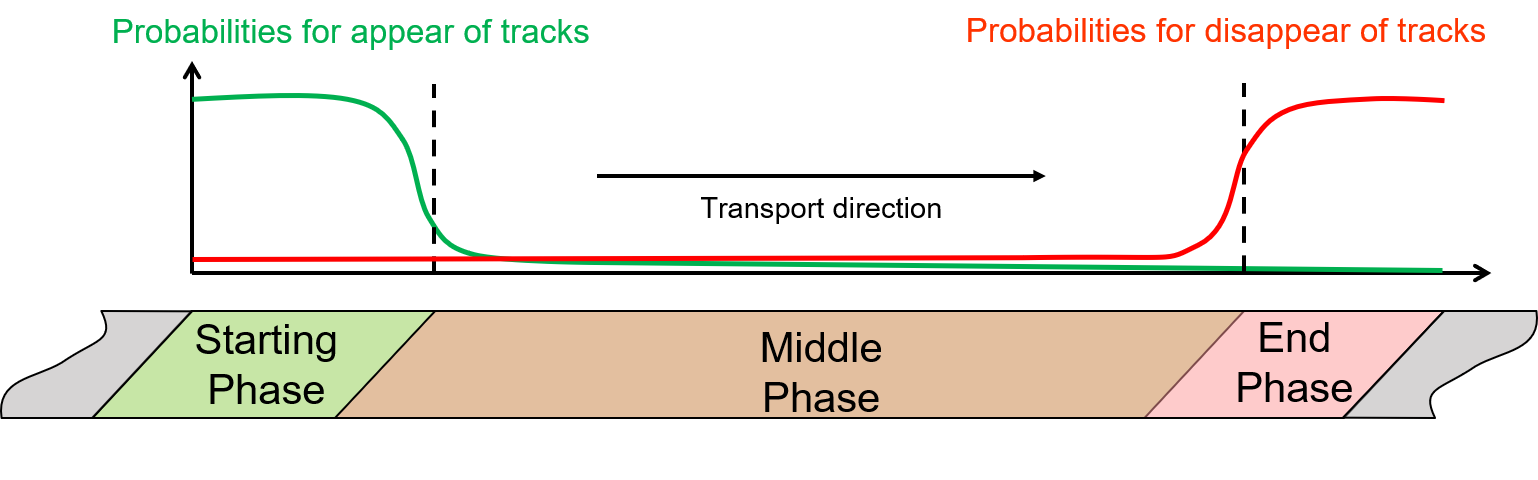 Probabilities for appear of tracks
Probabilities for disappear of tracks
Transport direction
Starting
Phase
Middle
Phase
End
Phase